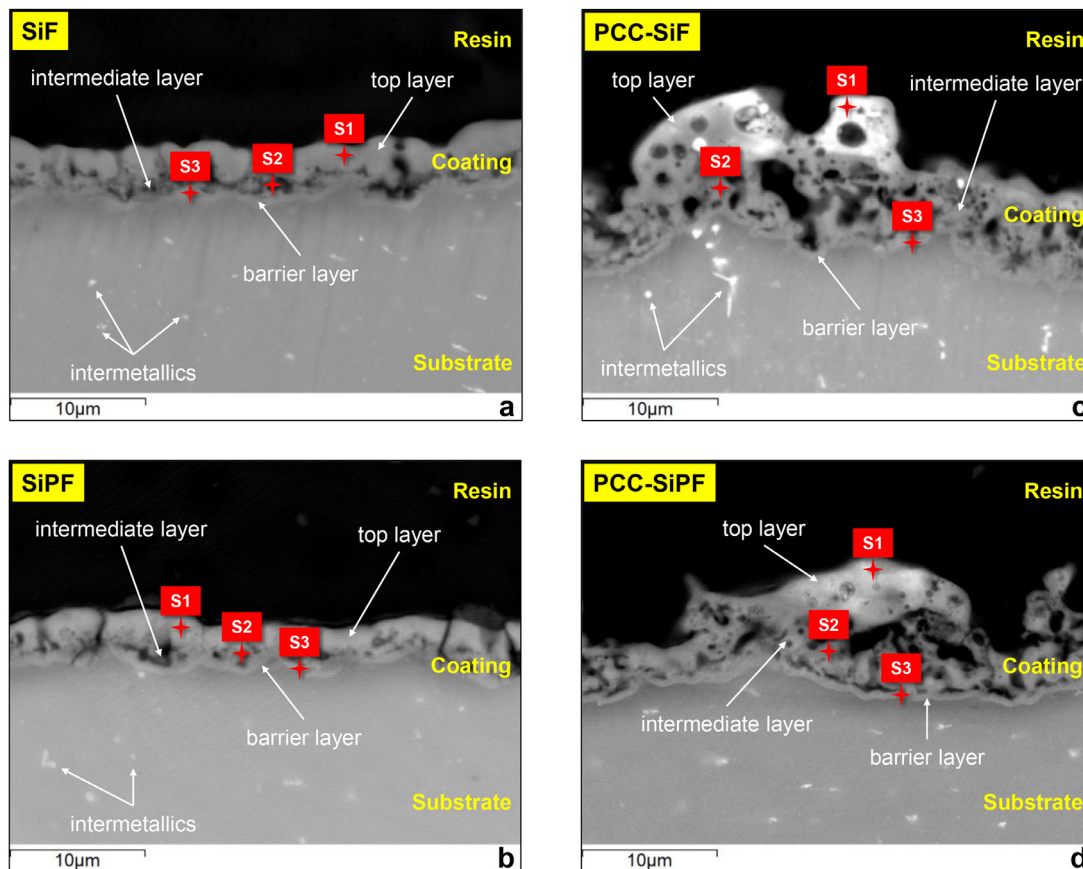 SiF
Resin
intermediate layer
top layer
S1
S2
S3
Coating
barrier layer
intermetallics
Substrate
10μm
a
PCC-SiF
Resin
top layer
S1
intermediate layer
S2
S3
Coating
barrier layer
intermetallics
Substrate
10μm
c
SiPF
Resin
intermediate layer
top layer
S1
S2
S3
Coating
barrier layer
intermetallics
Substrate
10μm
b
PCC-SiPF
Resin
top layer
S1
S2
S3
Coating
intermediate layer
barrier layer
Substrate
10μm
d